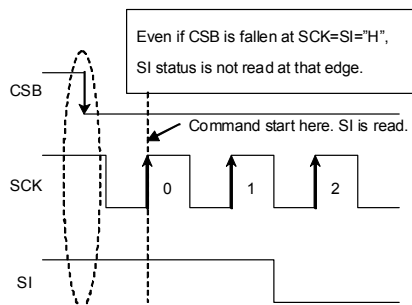 Even if CSB is fallen at SCK=SI="H",
SI status is not read at that edge.
CSB
Command start here. SI is read.
SCK
0
1
2
SI